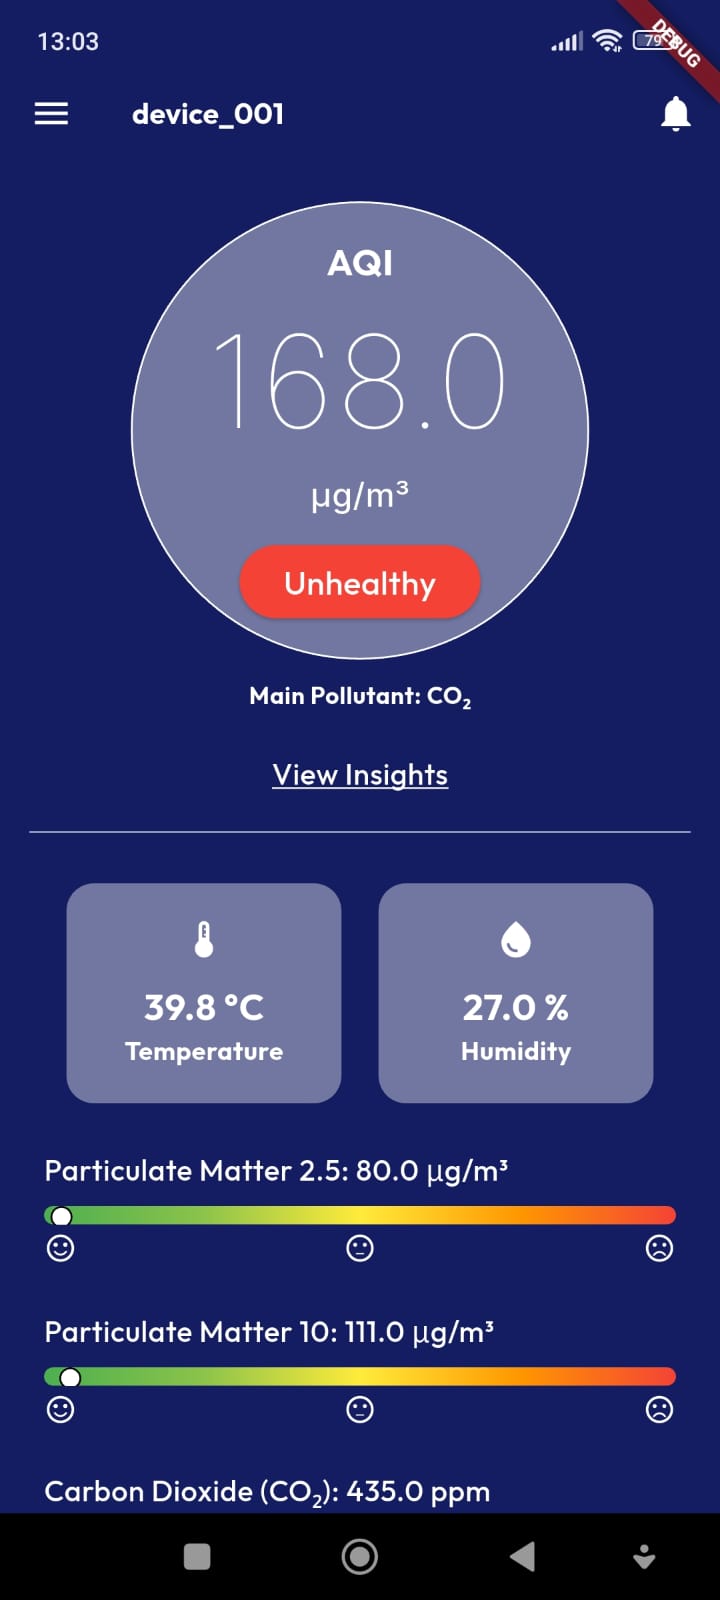 13:03
79
DEBUG
device_001
AQI
168.0
µg/m³
Unhealthy
Main Pollutant: CO₂
View Insights
39.8 °C
27.0 %
Temperature
Humidity
Particulate Matter 2.5: 80.0 µg/m³
Particulate Matter 10: 111.0 µg/m³
Carbon Dioxide (CO₂): 435.0 ppm